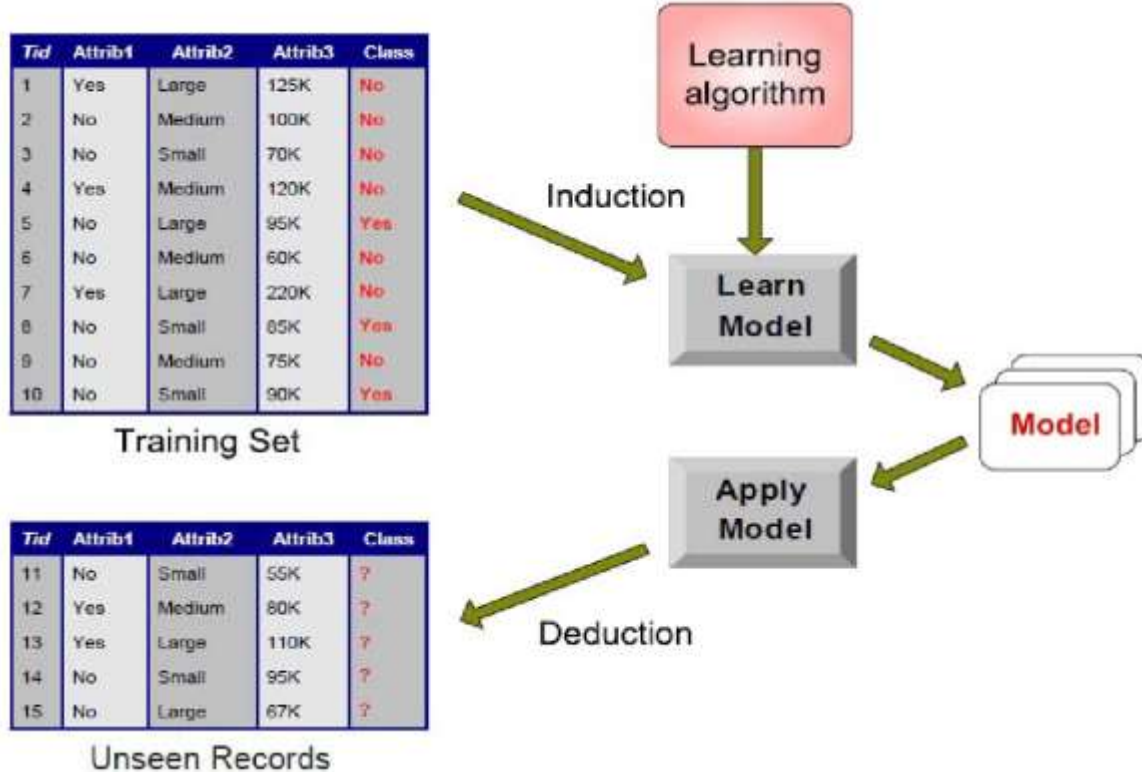 Tid Attrib1 Attrib2 Attrib3 Class
1 Yes Large 125K No
2 No Medium 100K No
3 No Small 70K No
4 Yes Medium 120K No
5 No Large 95K Yes
6 No Medium 60K No
7 Yes Large 220K No
8 No Small 85K Yes
9 No Medium 75K No
10 No Small 90K Yes
Training Set
Learning
algorithm
Induction
Learn
Model
Model
Apply
Model
Deduction
Tid Attrib1 Attrib2 Attrib3 Class
11 No Small 55K ?
12 Yes Medium 80K ?
13 Yes Large 110K ?
14 No Small 95K ?
15 No Large 67K ?
Unseen Records